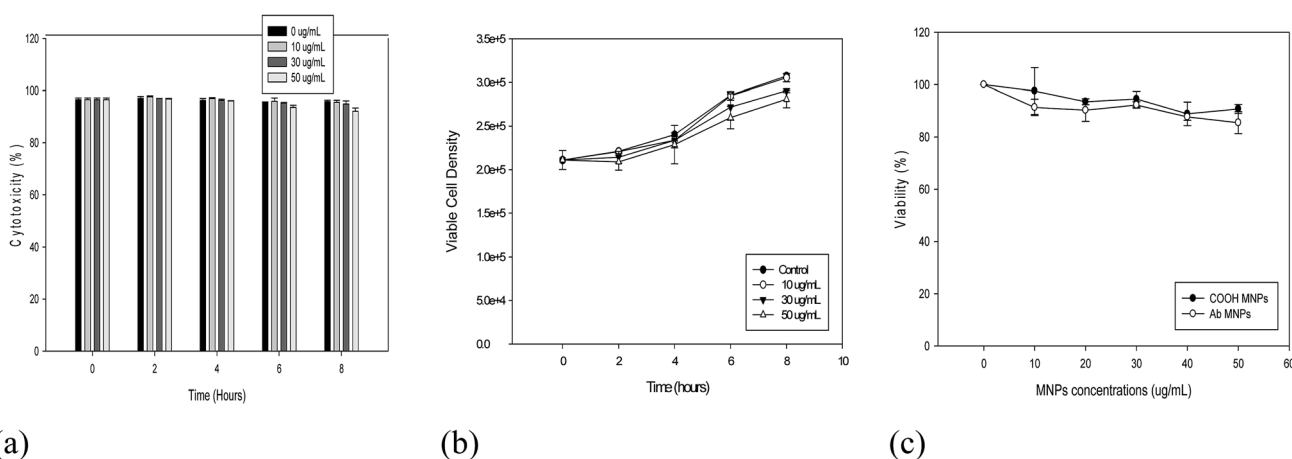 0 ug/mL
10 ug/mL
30 ug/mL
50 ug/mL
120
100
80
60
40
20
0
Cytotoxicity (%)
0 2 4 6 8
Time (Hours)
(a)
3.5e+5
3.0e+5
2.5e+5
2.0e+5
1.5e+5
1.0e+5
5.0e+4
0.0
Viable Cell Density
Control
10 ug/mL
30 ug/mL
50 ug/mL
0 2 4 6 8 10
Time (hours)
(b)
120
100
80
60
40
20
0
Viability (%)
COOH MNPs
Ab MNPs
0 10 20 30 40 50 60
MNPs concentrations (ug/mL)
(c)